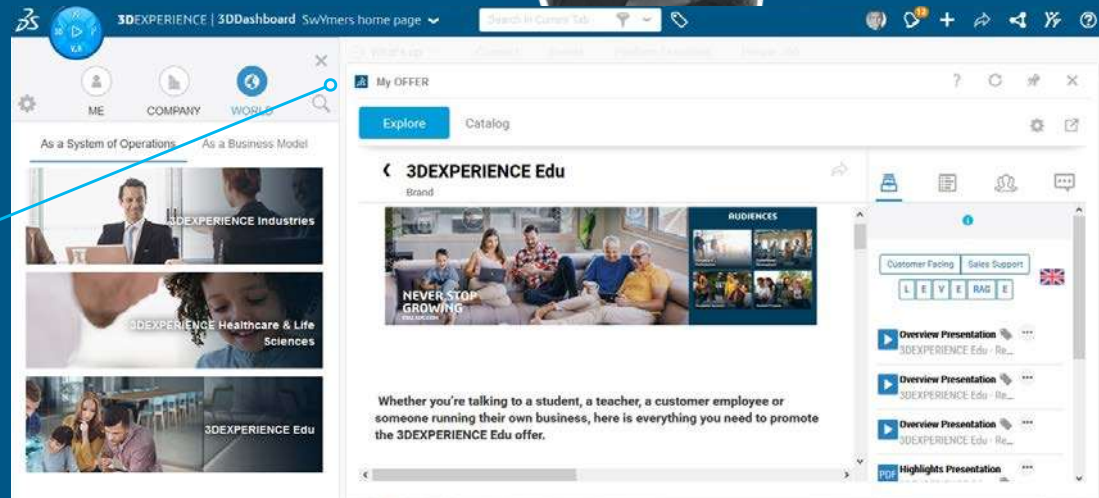 3DEXPERIENCE | 3DDashboard SwYmers home page
Search In Current Tab
12
3D
V.R
ME
COMPANY
WORLD
As a System of Operations
As a Business Model
3DEXPERIENCE Industries
3DEXPERIENCE Healthcare & Life
Sciences
3DEXPERIENCE Edu
What's up
My OFFER
Explore
Catalog
3DEXPERIENCE Edu
Brand
NEVER STOP
GROWING
AUDIENCES
Whether you're talking to a student, a teacher, a customer employee or
someone running their own business, here is everything you need to promote
the 3DEXPERIENCE Edu offer.
Customer Facing
Sales Support
L E V E RAG E
Overview Presentation
3DEXPERIENCE Edu - Re...
Overview Presentation
3DEXPERIENCE Edu - Re...
Overview Presentation
3DEXPERIENCE Edu - Re...
PDF Highlights Presentation